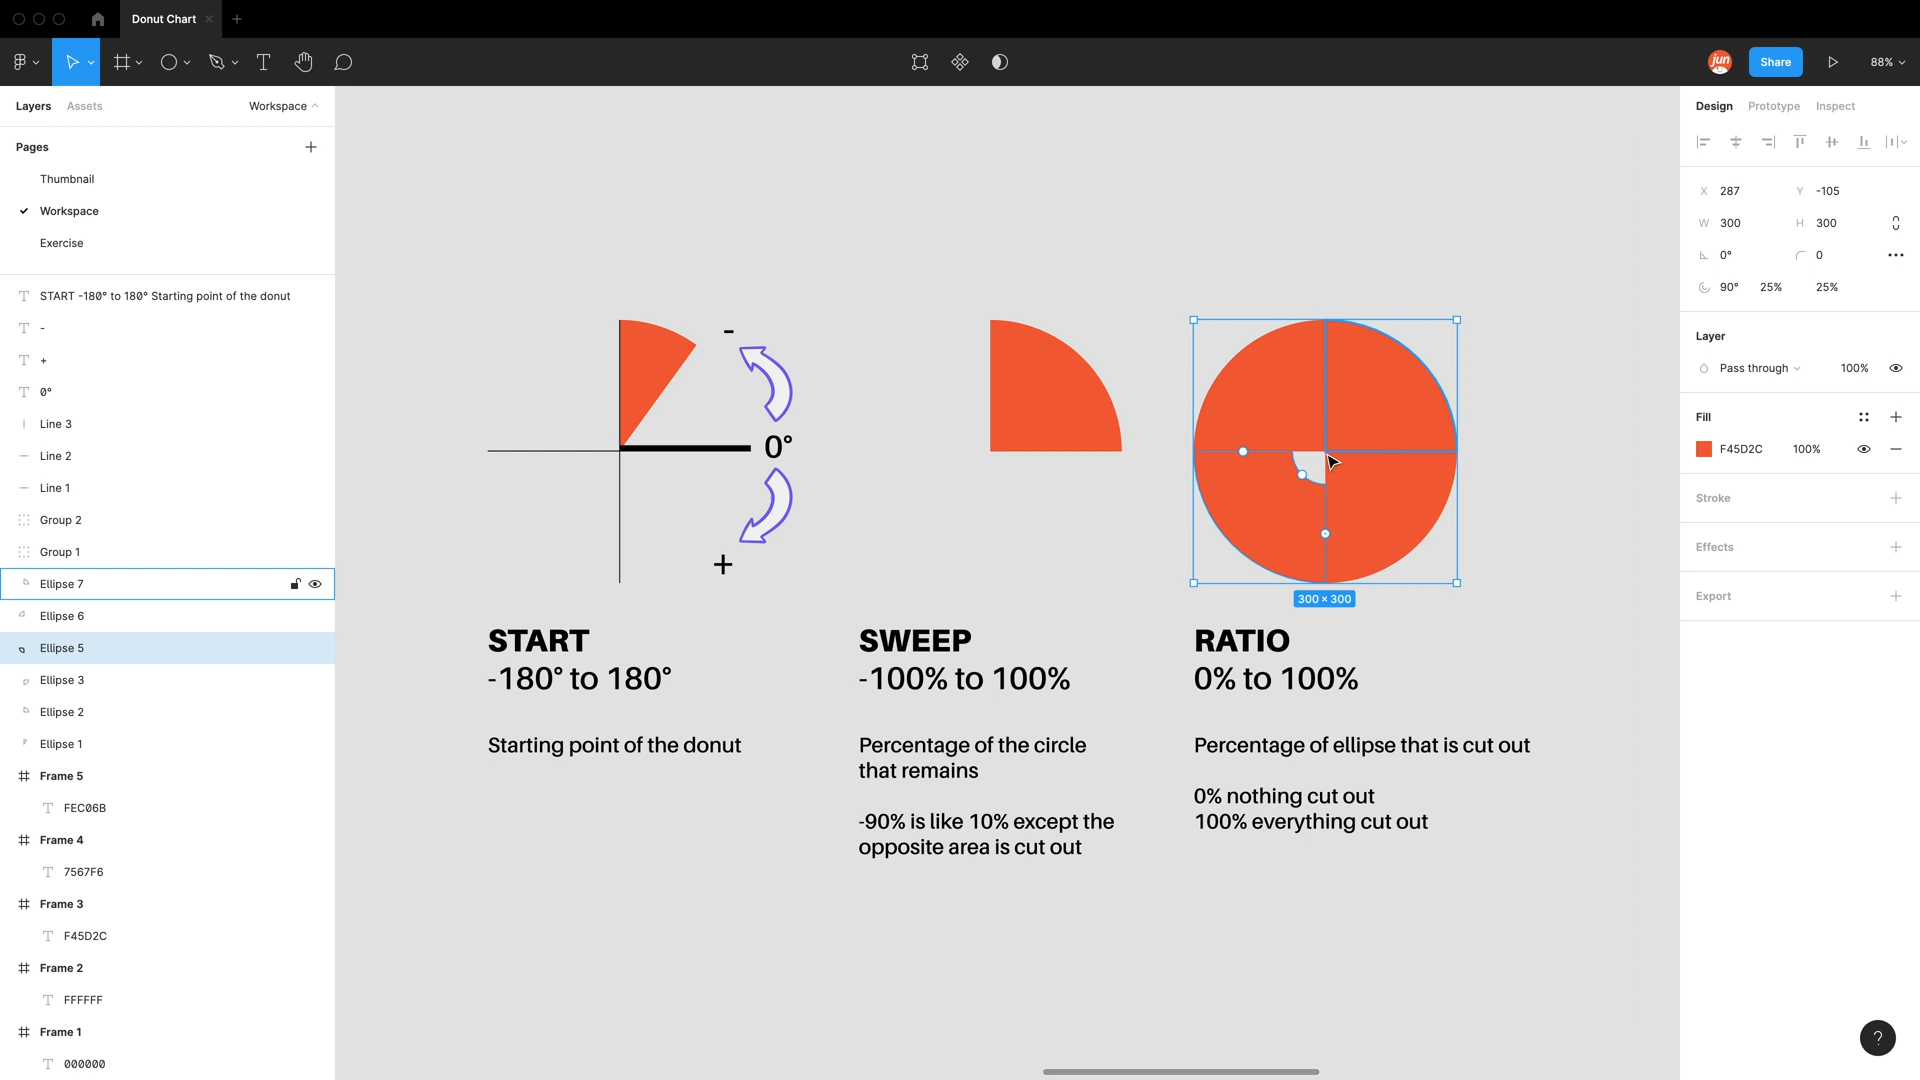 Donut Chart
jun
Share
88%
Layers
Assets
Workspace
Pages
Thumbnail
Workspace
Exercise
START -180° to 180° Starting point of the donut
-
+
0°
Line 3
Line 2
Line 1
Group 2
Group 1
Ellipse 7
Ellipse 6
Ellipse 5
Ellipse 3
Ellipse 2
Ellipse 1
Frame 5
FEC06B
Frame 4
7567F6
Frame 3
F45D2C
Frame 2
FFFFFF
Frame 1
000000
-
0°
+
300 × 300
START
-180° to 180°
Starting point of the donut
SWEEP
-100% to 100%
Percentage of the circle
that remains
-90% is like 10% except the
opposite area is cut out
RATIO
0% to 100%
Percentage of ellipse that is cut out
0% nothing cut out
100% everything cut out
Design
Prototype
Inspect
X 287 Y -105
W 300 H 300
0° 0
90° 25% 25%
Layer
Pass through 100%
Fill
F45D2C 100%
Stroke
Effects
Export
?